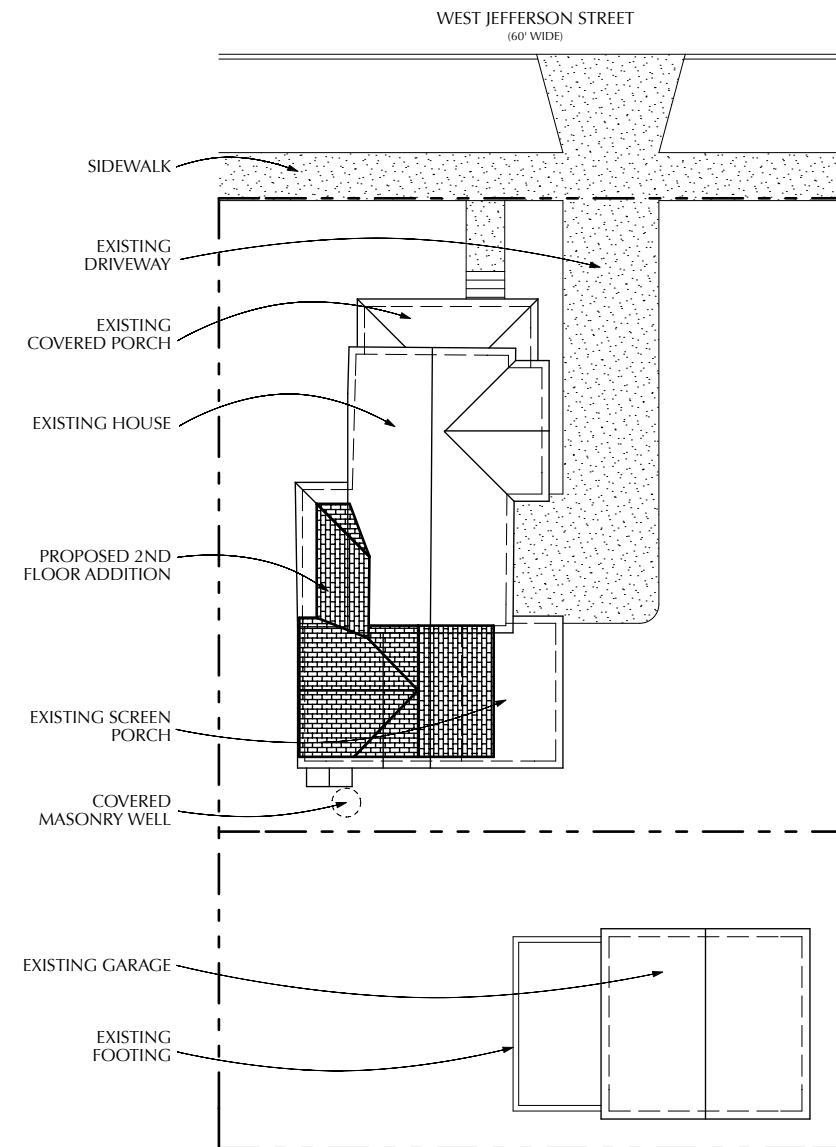 WEST JEFFERSON STREET
(60' WIDE)
SIDEWALK
EXISTING
DRIVEWAY
EXISTING
COVERED PORCH
EXISTING HOUSE
PROPOSED 2ND
FLOOR ADDITION
EXISTING SCREEN
PORCH
COVERED
MASONRY WELL
EXISTING GARAGE
EXISTING
FOOTING